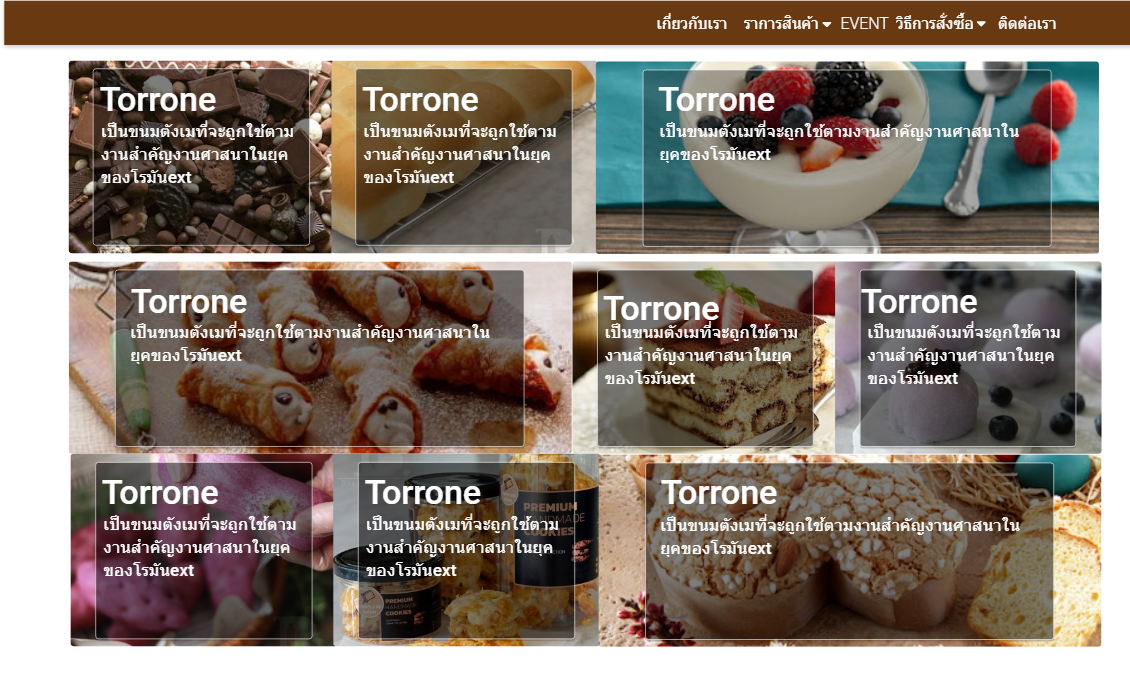 เกี่ยวกับเรา ราการสินค้า EVENT วิธีการสั่งซื้อ ติดต่อเรา
Torrone
เป็นขนมดังเมที่จะถูกใช้ตาม
งานสำคัญงานศาสนาในยุค
ของโรมันext
Torrone
เป็นขนมดังเมที่จะถูกใช้ตาม
งานสำคัญงานศาสนาในยุค
ของโรมันext
Torrone
เป็นขนมดังเมที่จะถูกใช้ตามงานสำคัญงานศาสนาใน
ยุคของโรมันext
Torrone
เป็นขนมดังเมที่จะถูกใช้ตามงานสำคัญงานศาสนาใน
ยุคของโรมันext
Torrone
เป็นขนมดังเมที่จะถูกใช้ตาม
งานสำคัญงานศาสนาในยุค
ของโรมันext
Torrone
เป็นขนมดังเมที่จะถูกใช้ตาม
งานสำคัญงานศาสนาในยุค
ของโรมันext
Torrone
เป็นขนมดังเมที่จะถูกใช้ตาม
งานสำคัญงานศาสนาในยุค
ของโรมันext
Torrone
เป็นขนมดังเมที่จะถูกใช้ตาม
งานสำคัญงานศาสนาในยุค
ของโรมันext
PREMIUM
HANDMADE
COOKIES
PREMIUM
HANDMADE
COOKIES
Torrone
เป็นขนมดังเมที่จะถูกใช้ตามงานสำคัญงานศาสนาใน
ยุคของโรมันext